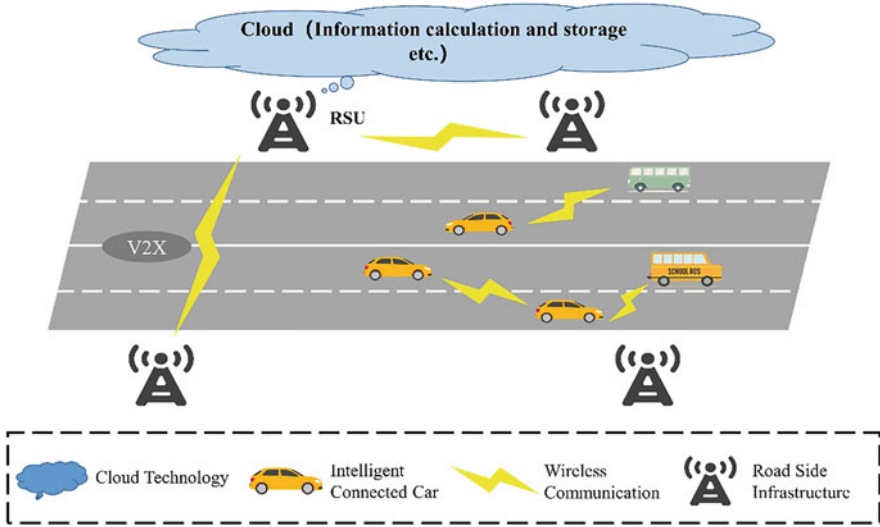 Cloud (Information calculation and storage
etc.)
RSU
V2X
SCHOOL BUS
Cloud Technology
Intelligent
Connected Car
Wireless
Communication
Road Side
Infrastructure